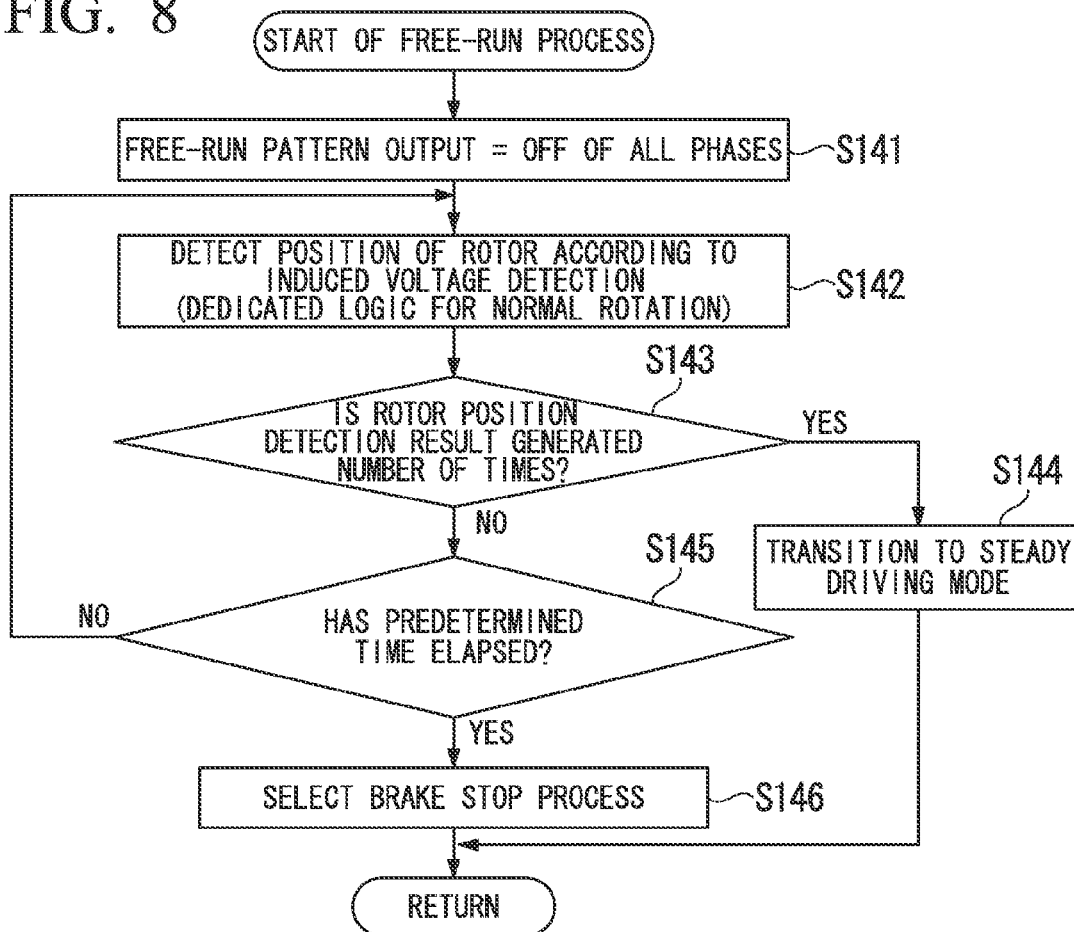 FIG. 8
START OF FREE-RUN PROCESS
FREE-RUN PATTERN OUTPUT = OFF OF ALL PHASES
S141
DETECT POSITION OF ROTOR ACCORDING TO
INDUCED VOLTAGE DETECTION
(DEDICATED LOGIC FOR NORMAL ROTATION)
S142
S143
IS ROTOR POSITION
DETECTION RESULT GENERATED
NUMBER OF TIMES?
YES
NO
S144
TRANSITION TO STEADY
DRIVING MODE
S145
HAS PREDETERMINED
TIME ELAPSED?
NO
YES
SELECT BRAKE STOP PROCESS
S146
RETURN